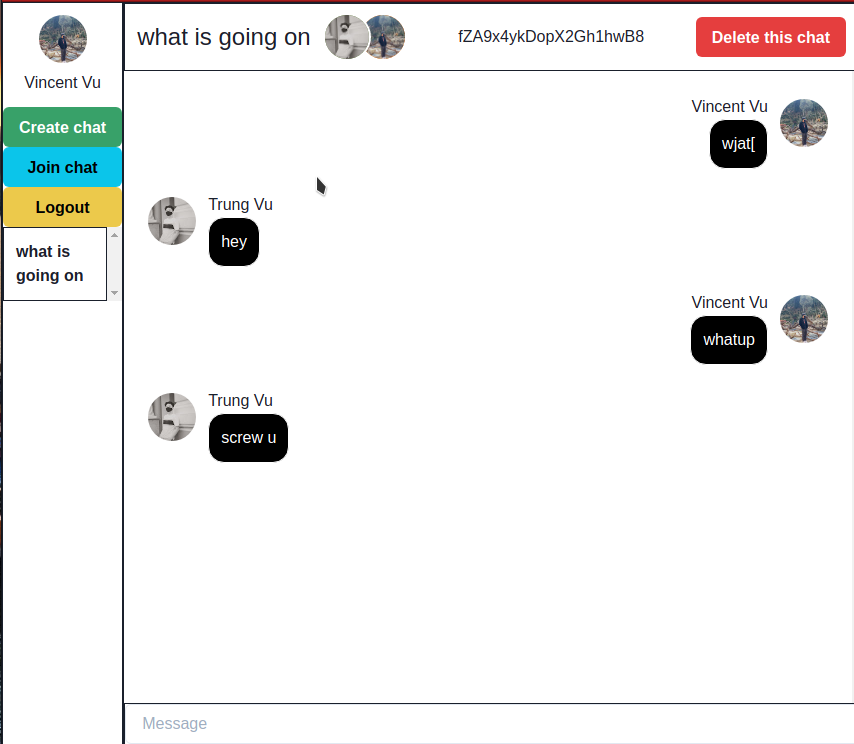 Vincent Vu
Create chat
Join chat
Logout
what is
going on
what is going on
fZA9x4ykDopX2Gh1hwB8
Delete this chat
Vincent Vu
wjat[
Trung Vu
hey
Vincent Vu
whatup
Trung Vu
screw u
Message